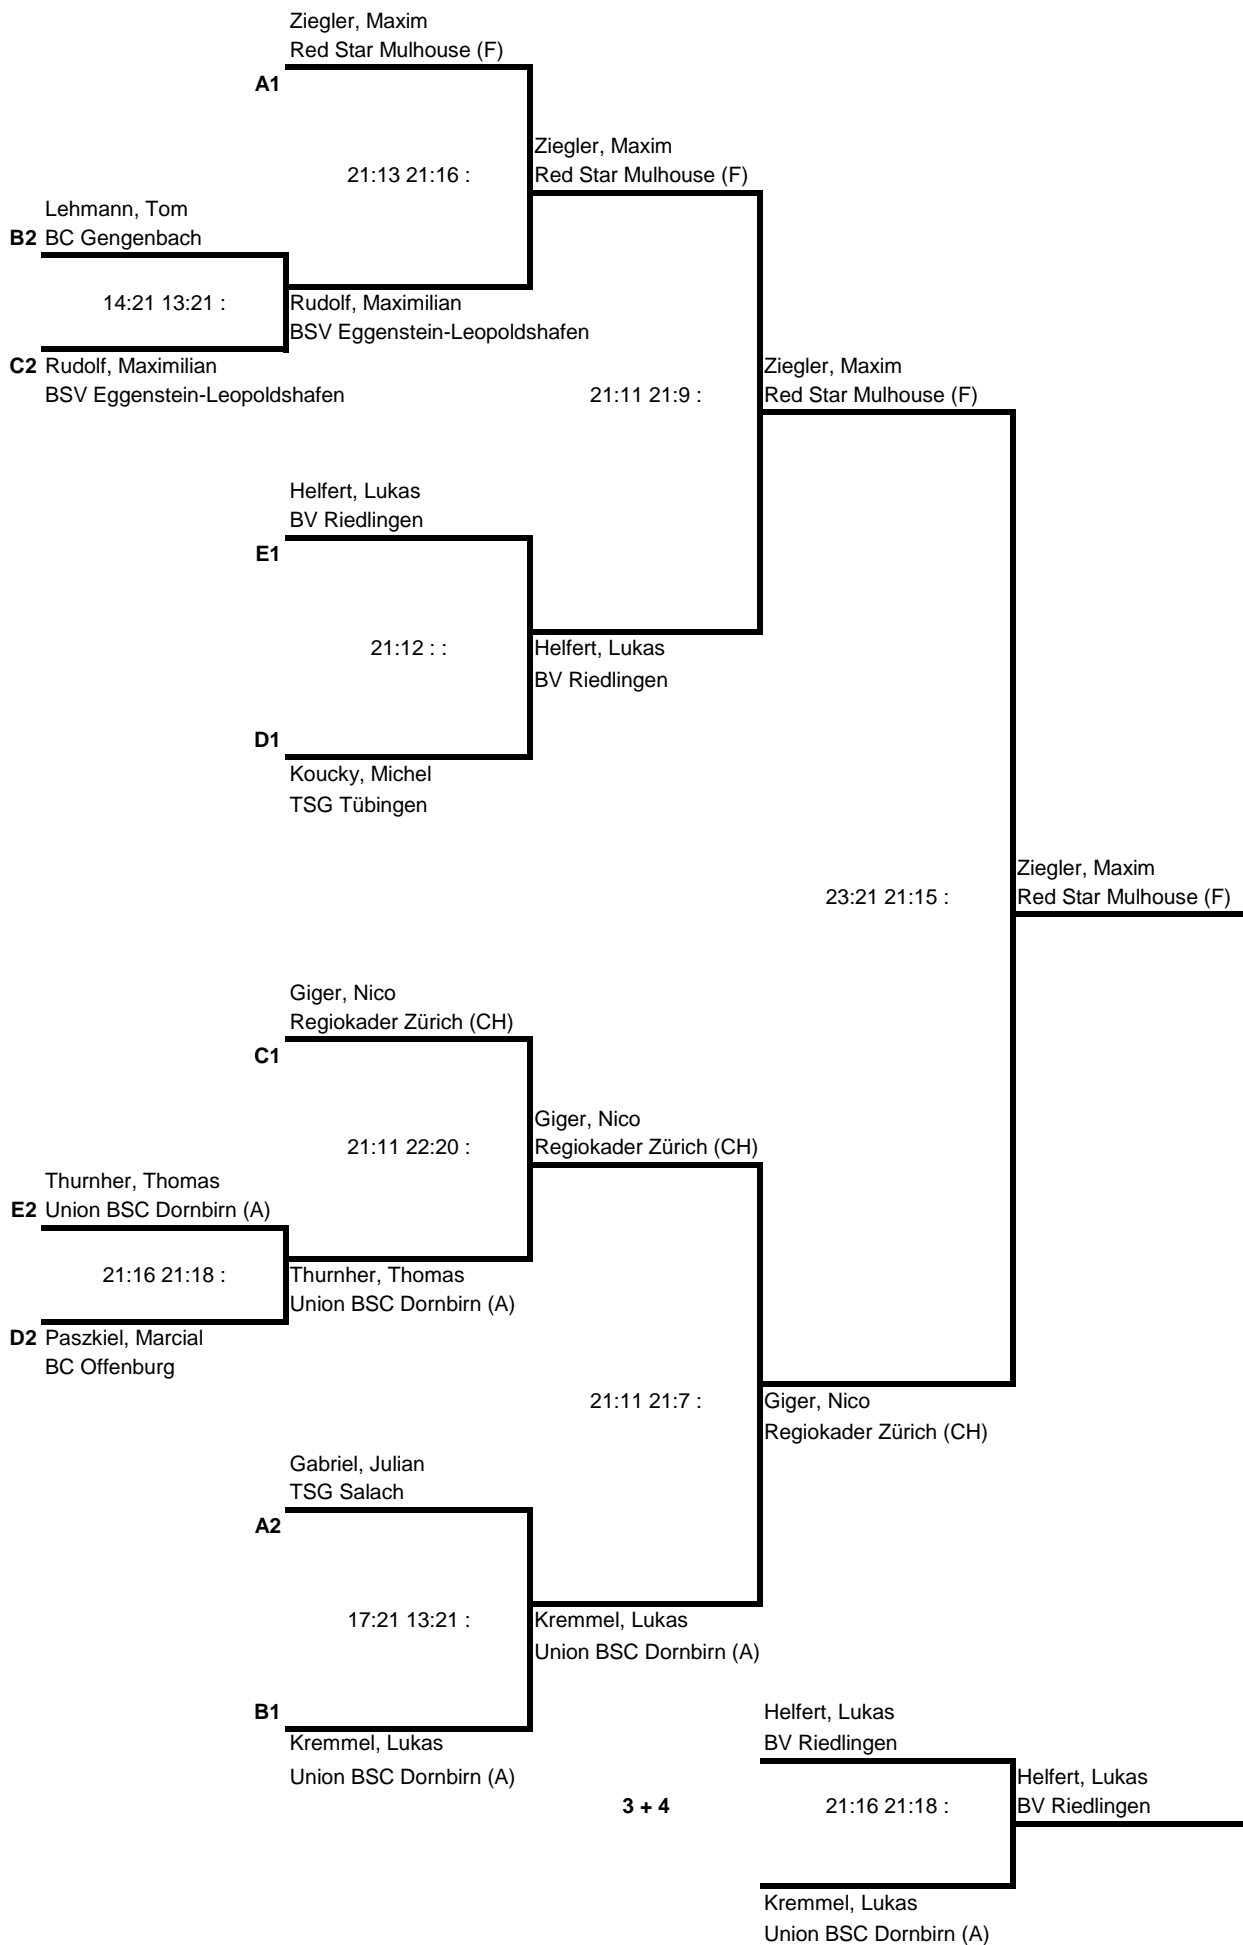 Ziegler, Maxim
Red Star Mulhouse (F)
A1
Ziegler, Maxim
21:13 21:16 :
Red Star Mulhouse (F)
Lehmann, Tom
B2 BC Gengenbach
14:21 13:21 :
Rudolf, Maximilian
BSV Eggenstein-Leopoldshafen
C2 Rudolf, Maximilian
BSV Eggenstein-Leopoldshafen
21:11 21:9 :
Ziegler, Maxim
Red Star Mulhouse (F)
Helfert, Lukas
BV Riedlingen
E1
21:12 : :
Helfert, Lukas
BV Riedlingen
D1
Koucky, Michel
TSG Tübingen
23:21 21:15 :
Ziegler, Maxim
Red Star Mulhouse (F)
Giger, Nico
Regiokader Zürich (CH)
C1
Giger, Nico
21:11 22:20 :
Regiokader Zürich (CH)
Thurnher, Thomas
E2 Union BSC Dornbirn (A)
21:16 21:18 :
Thurnher, Thomas
Union BSC Dornbirn (A)
D2 Paszkiel, Marcial
BC Offenburg
21:11 21:7 :
Giger, Nico
Regiokader Zürich (CH)
Gabriel, Julian
TSG Salach
A2
17:21 13:21 :
Kremmel, Lukas
Union BSC Dornbirn (A)
B1
Kremmel, Lukas
Union BSC Dornbirn (A)
Helfert, Lukas
BV Riedlingen
3 + 4
21:16 21:18 :
Helfert, Lukas
BV Riedlingen
Kremmel, Lukas
Union BSC Dornbirn (A)